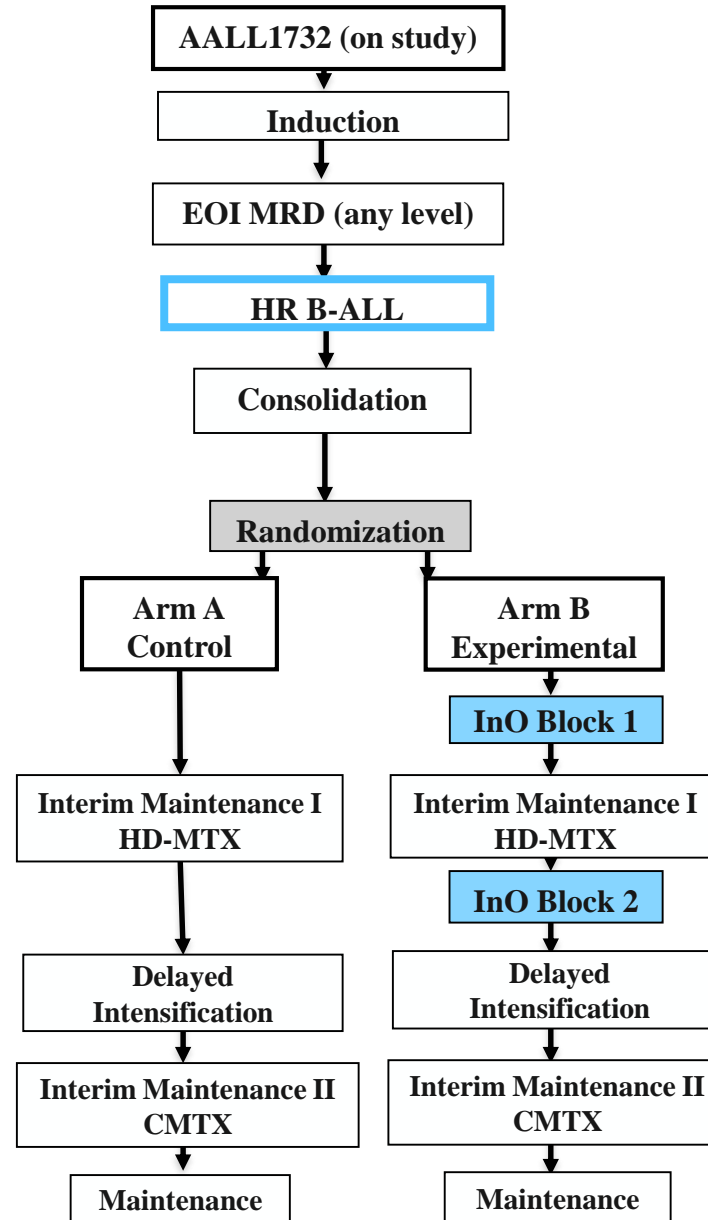 AALL1732 (on study)
Induction
EOI MRD (any level)
HR B-ALL
Consolidation
Randomization
Arm A
Control
Arm B
Experimental
InO Block 1
Interim Maintenance I
HD-MTX
Interim Maintenance I
HD-MTX
InO Block 2
Delayed
Intensification
Delayed
Intensification
Interim Maintenance II
CMTX
Interim Maintenance II
CMTX
Maintenance
Maintenance